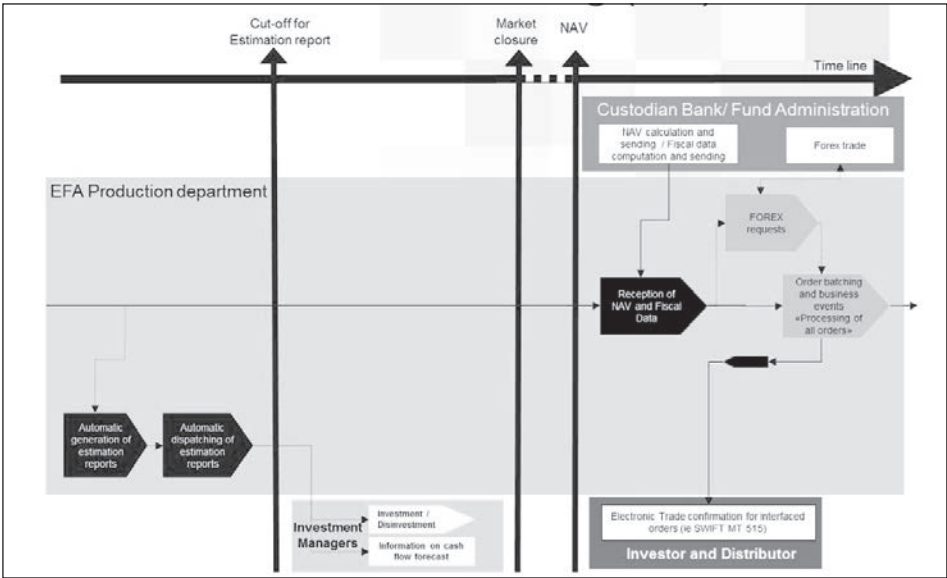 Cut-off for
Estimation report
Market
closure
NAV
Time line
Custodian Bank/ Fund Administration
NAV calculation and
sending / Fiscal data
computation and sending
Forex trade
EFA Production department
FOREX
requests
Reception of
NAV and Fiscal
Data
Order batching
and business
events
«Processing of
all orders»
Automatic
generation of
estimation
reports
Automatic
dispatching of
estimation
reports
Investment
Managers
Investment /
Disinvestment
Information on cash
flow forecast
Electronic Trade confirmation for interfaced
orders (ie SWIFT MT 515)
Investor and Distributor